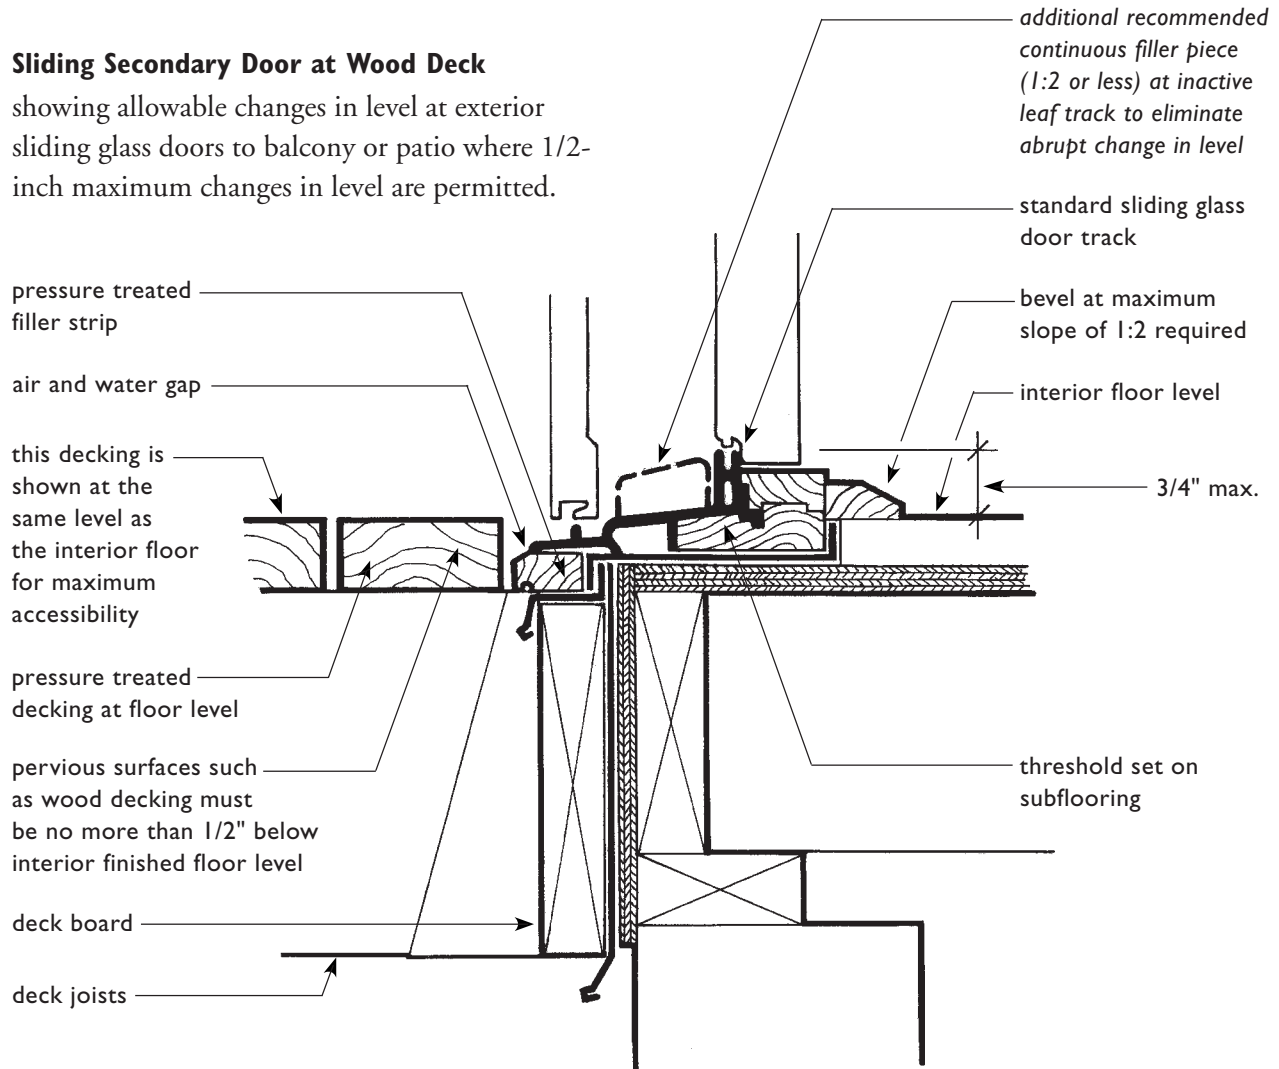 Sliding Secondary Door at Wood Deck
showing allowable changes in level at exterior
sliding glass doors to balcony or patio where 1/2-
inch maximum changes in level are permitted.
additional recommended
continuous filler piece
(1:2 or less) at inactive
leaf track to eliminate
abrupt change in level
standard sliding glass
door track
bevel at maximum
slope of 1:2 required
interior floor level
3/4" max.
threshold set on
subflooring
pressure treated
filler strip
air and water gap
this decking is
shown at the
same level as
the interior floor
for maximum
accessibility
pressure treated
decking at floor level
pervious surfaces such
as wood decking must
be no more than 1/2" below
interior finished floor level
deck board
deck joists